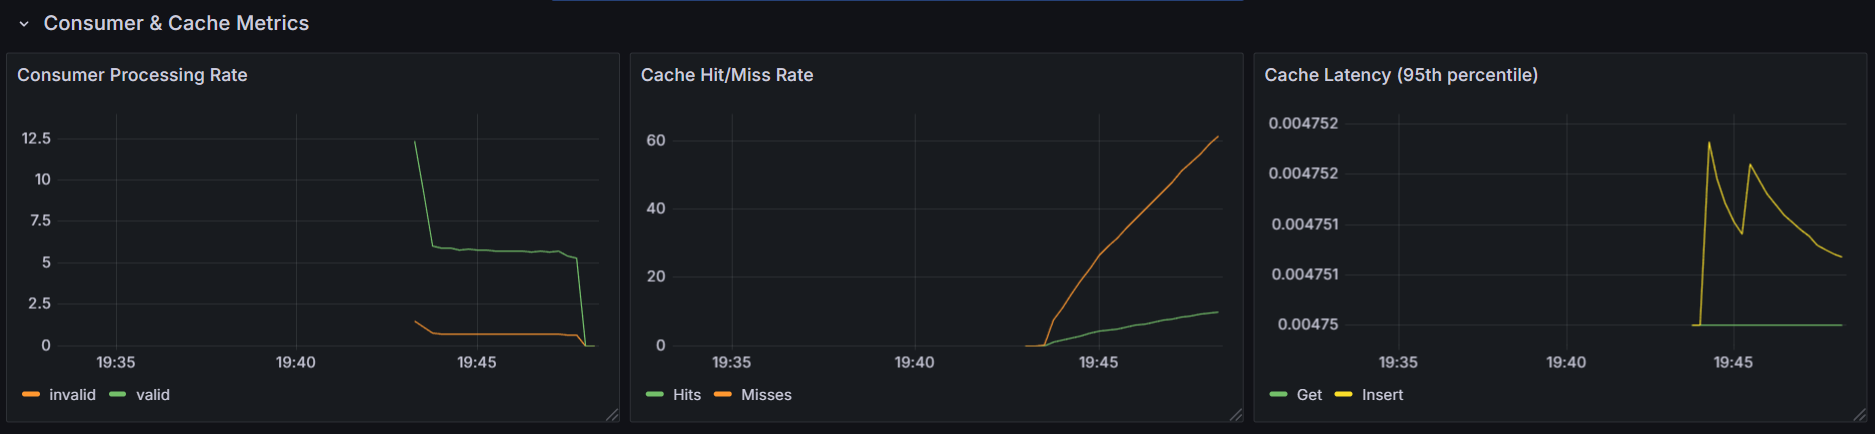 Consumer & Cache Metrics
Consumer Processing Rate
12.5
10
7.5
5
2.5
0
19:35 19:40 19:45
invalid valid
Cache Hit/Miss Rate
60
40
20
0
19:35 19:40 19:45
Hits Misses
Cache Latency (95th percentile)
0.004752
0.004752
0.004751
0.004751
0.00475
19:35 19:40 19:45
Get Insert